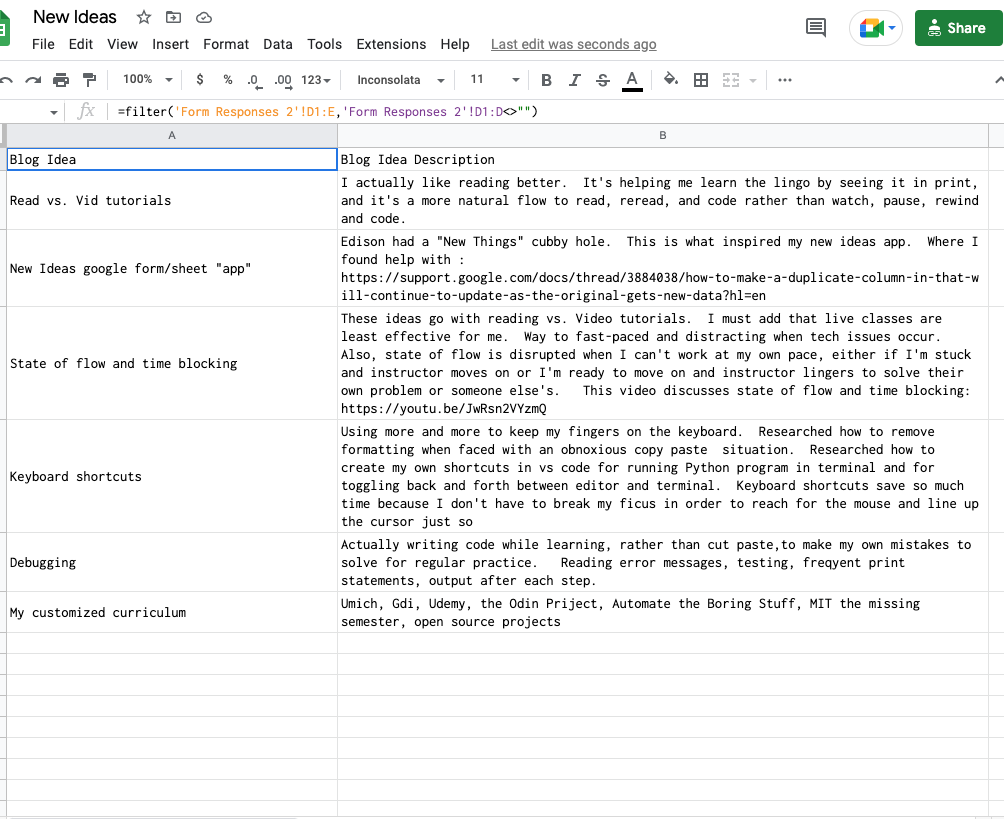 New Ideas
File Edit View Insert Format Data Tools Extensions Help Last edit was seconds ago
Share
100% $ % .0 .00 123 Inconsolata 11 B I S A
fx =filter('Form Responses 2'!D1:E,'Form Responses 2'!D1:D<>"")
A B
Blog Idea
Blog Idea Description
Read vs. Vid tutorials
I actually like reading better.  It's helping me learn the lingo by seeing it in print,
and it's a more natural flow to read, reread, and code rather than watch, pause, rewind
and code.
New Ideas google form/sheet "app"
Edison had a "New Things" cubby hole.  This is what inspired my new ideas app.  Where I
found help with :
https://support.google.com/docs/thread/3884038/how-to-make-a-duplicate-column-in-that-w
ill-continue-to-update-as-the-original-gets-new-data?hl=en
State of flow and time blocking
These ideas go with reading vs. Video tutorials.  I must add that live classes are
least effective for me.  Way to fast-paced and distracting when tech issues occur.
Also, state of flow is disrupted when I can't work at my own pace, either if I'm stuck
and instructor moves on or I'm ready to move on and instructor lingers to solve their
own problem or someone else's.   This video discusses state of flow and time blocking:
https://youtu.be/JwRsn2VYzmQ
Keyboard shortcuts
Using more and more to keep my fingers on the keyboard.  Researched how to remove
formatting when faced with an obnoxious copy paste  situation.  Researched how to
create my own shortcuts in vs code for running Python program in terminal and for
toggling back and forth between editor and terminal.  Keyboard shortcuts save so much
time because I don't have to break my ficus in order to reach for the mouse and line up
the cursor just so
Debugging
Actually writing code while learning, rather than cut paste,to make my own mistakes to
solve for regular practice.   Reading error messages, testing, freqyent print
statements, output after each step.
My customized curriculum
Umich, Gdi, Udemy, the Odin Priject, Automate the Boring Stuff, MIT the missing
semester, open source projects